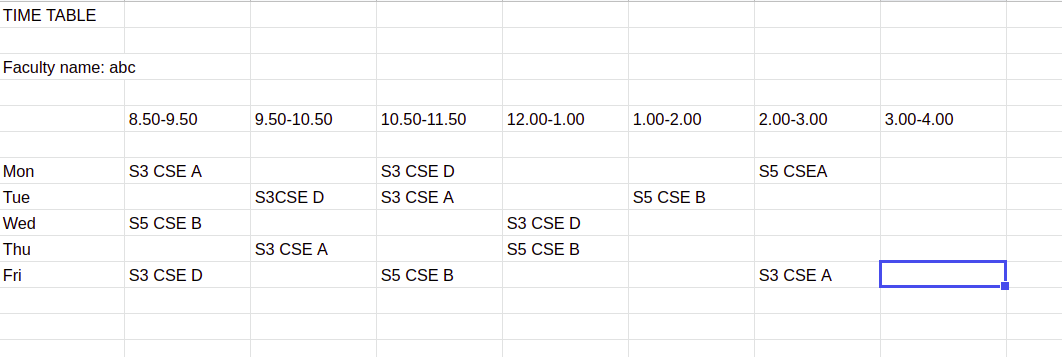 TIME TABLE
Faculty name: abc
8.50-9.50 9.50-10.50 10.50-11.50 12.00-1.00 1.00-2.00 2.00-3.00 3.00-4.00
Mon S3 CSE A S3 CSE D S5 CSEA
Tue S3CSE D S3 CSE A S5 CSE B
Wed S5 CSE B S3 CSE D
Thu S3 CSE A S5 CSE B
Fri S3 CSE D S5 CSE B S3 CSE A